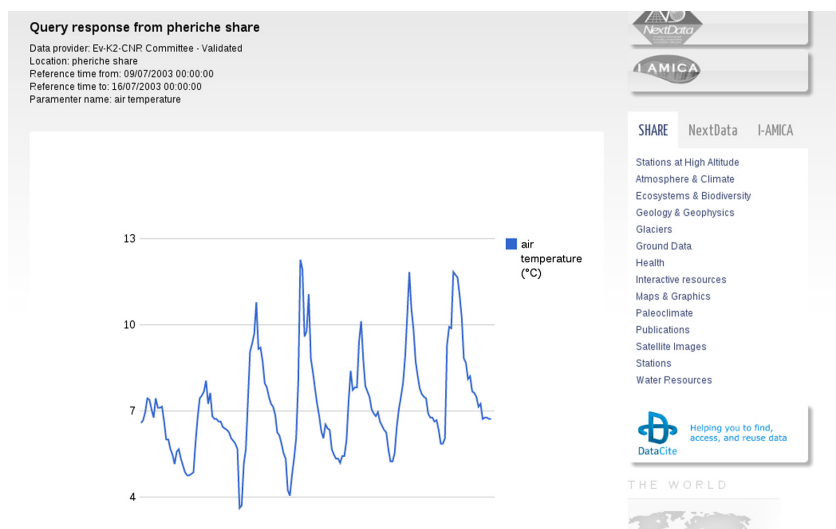 Query response from pheriche share
Data provider: Ev-K2-CNR Committee - Validated
Location: pheriche share
Reference time from: 09/07/2003 00:00:00
Reference time to: 16/07/2003 00:00:00
Paramenter name: air temperature
13
10
7
4
air
temperature
(°C)
NextData
I AMICA
SHARE NextData I-AMICA
Stations at High Altitude
Atmosphere & Climate
Ecosystems & Biodiversity
Geology & Geophysics
Glaciers
Ground Data
Health
Interactive resources
Maps & Graphics
Paleoclimate
Publications
Satellite Images
Stations
Water Resources
DataCite
Helping you to find,
access, and reuse data
THE WORLD